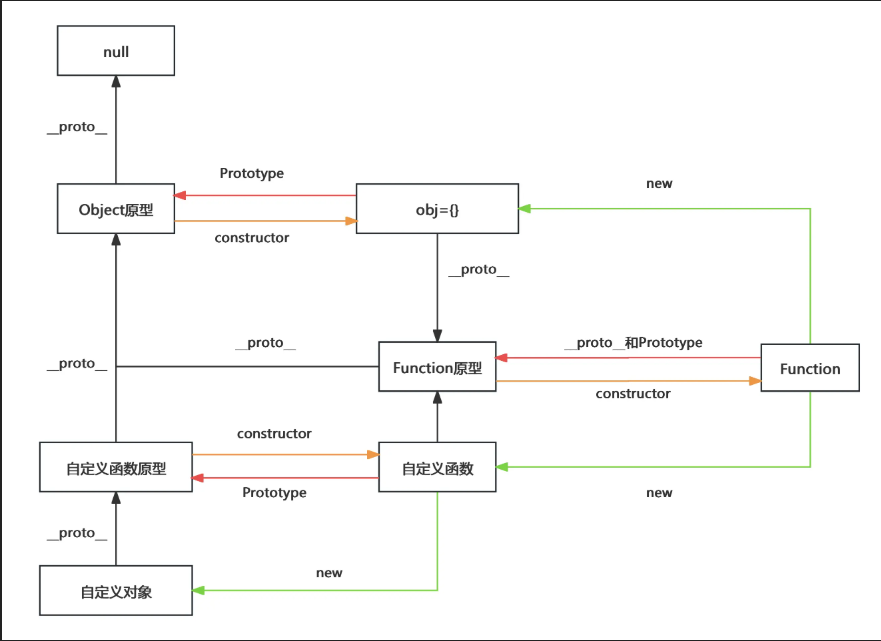 null
__proto__
Prototype
new
Object原型
obj={}
constructor
__proto__
__proto__
__proto__和Prototype
__proto__
Function原型
Function
constructor
constructor
自定义函数原型
自定义函数
Prototype
new
__proto__
new
自定义对象